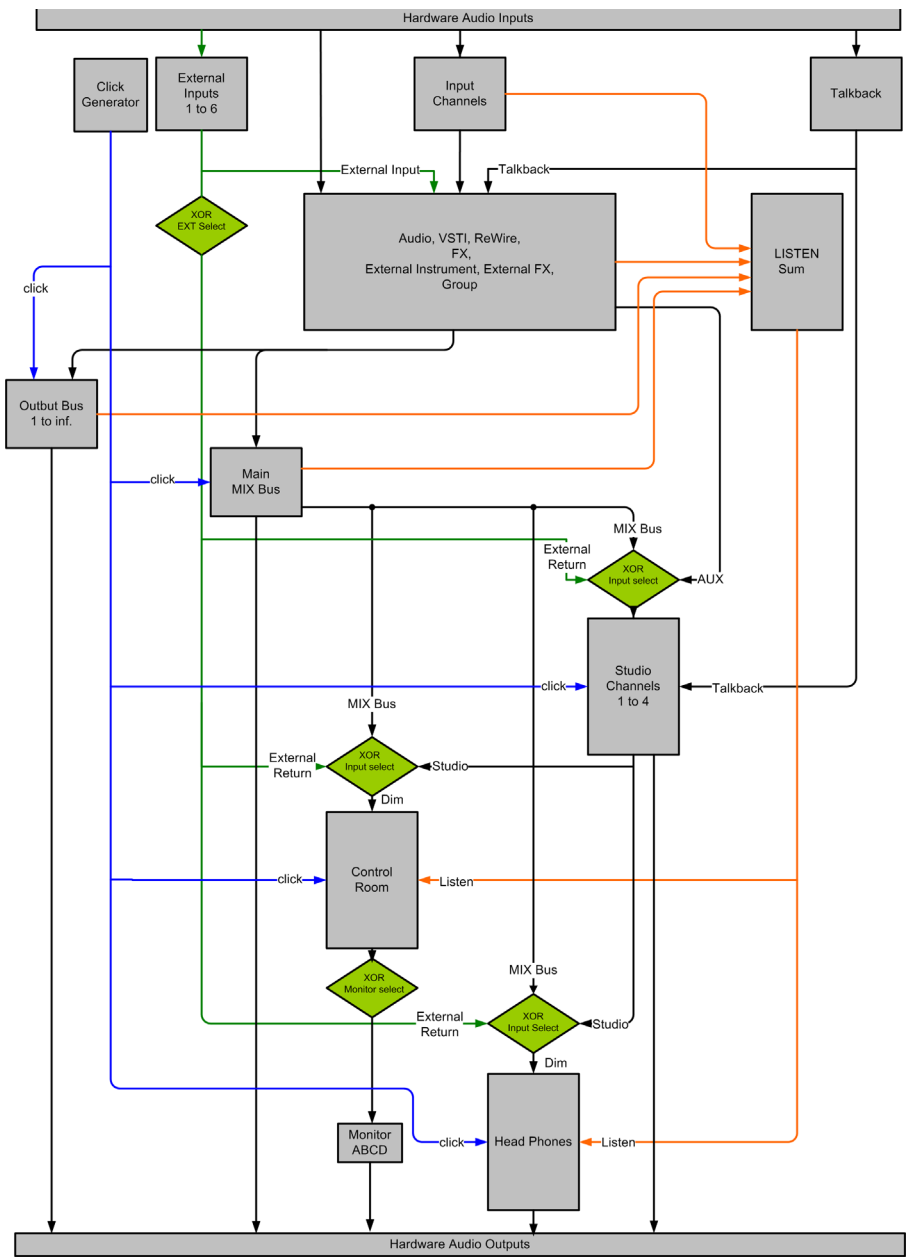 Hardware Audio Inputs
Click
Generator
External
Inputs
1 to 6
Input
Channels
Talkback
External Input
Talkback
XOR
EXT Select
Audio, VSTI, ReWire,
FX,
External Instrument, External FX,
Group
LISTEN
Sum
click
Outbut Bus
1 to inf.
Main
MIX Bus
click
MIX Bus
External
Return
XOR
Input select
AUX
Studio
Channels
1 to 4
click
Talkback
MIX Bus
External
Return
XOR
Input select
Studio
Dim
Control
Room
click
Listen
MIX Bus
XOR
Monitor select
External
Return
XOR
Input Select
Studio
Dim
Monitor
ABCD
click
Head Phones
Listen
Hardware Audio Outputs